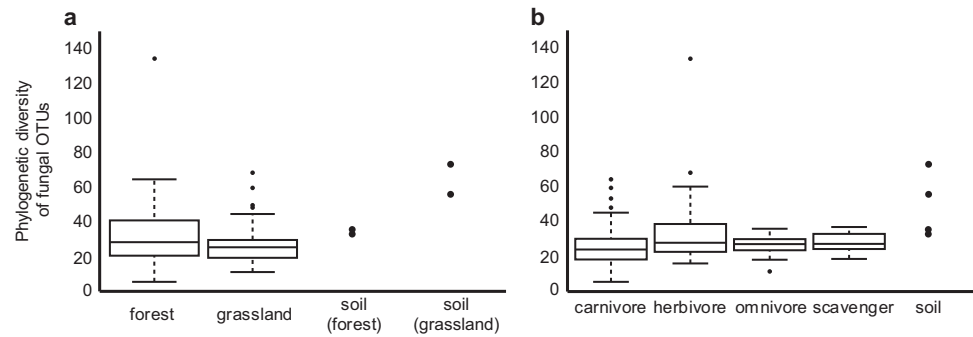 a
Phylogenetic diversity
of fungal OTUs
140
120
100
80
60
40
20
0
forest
grassland
soil
(forest)
soil
(grassland)
b
140
120
100
80
60
40
20
0
carnivore
herbivore
omnivore
scavenger
soil